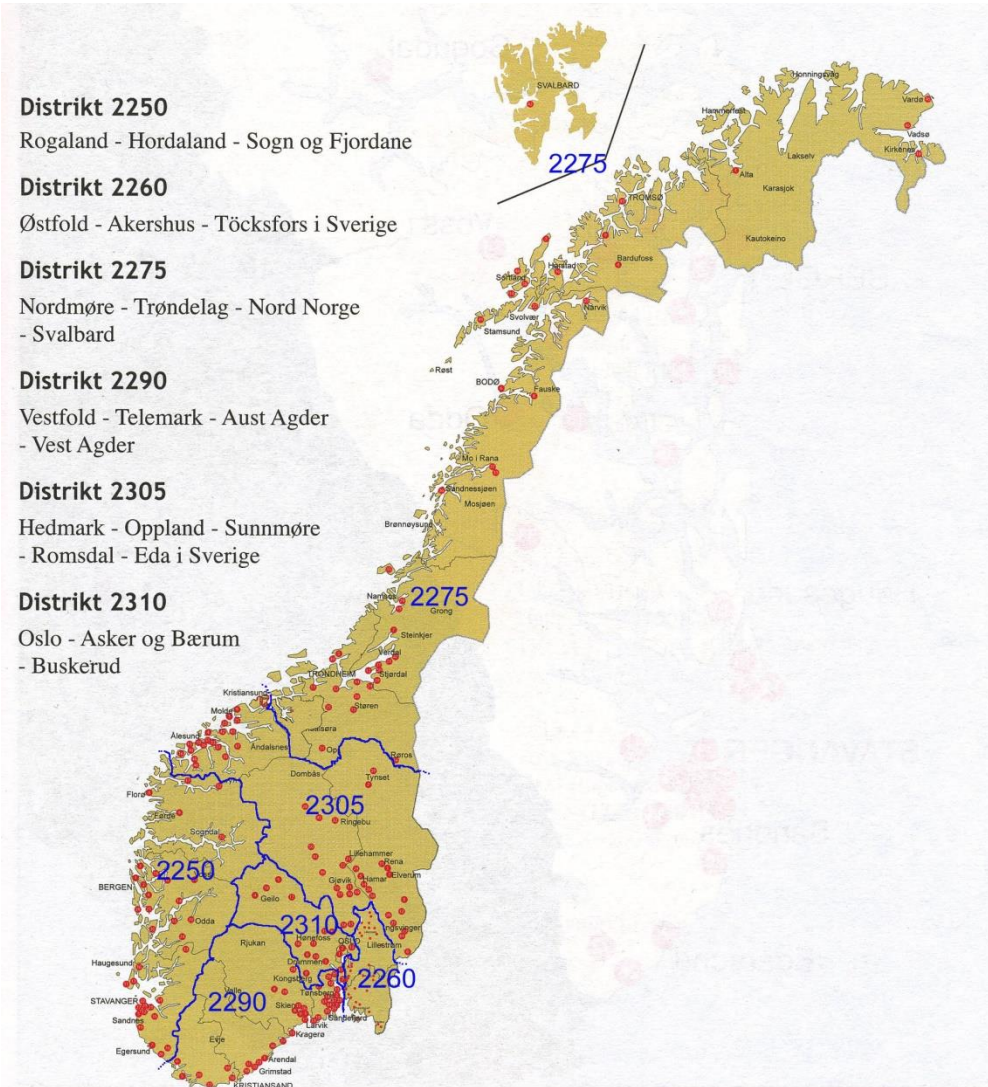 Distrikt 2250
Rogaland - Hordaland - Sogn og Fjordane
Distrikt 2260
Østfold - Akershus - Töcksfors i Sverige
Distrikt 2275
Nordmøre - Trøndelag - Nord Norge
- Svalbard
Distrikt 2290
Vestfold - Telemark - Aust Agder
- Vest Agder
Distrikt 2305
Hedmark - Oppland - Sunnmøre
- Romsdal - Eda i Sverige
Distrikt 2310
Oslo - Asker og Bærum
- Buskerud
SVALBARD
2275
Honningsvåg
Vardø
Hammerfest
Vadsø
Kirkenes
Lakselv
Alta
Karasjok
TROMSØ
Kautokeino
Bardufoss
Harstad
Sortland
Narvik
Svolvær
Stamsund
Røst
BODØ
Fauske
Mo i Rana
Sandnessjøen
Mosjøen
Brønnøysund
Namsos
2275
Grong
Steinkjer
Verdal
TRONDHEIM
Stjørdal
Kristiansund
Støren
Molde
Ålesund
Åndalsnes
Røros
Dombås
Tynset
Florø
2305
Ringebu
Førde
Sogndal
Lillehammer
Rena
2250
Gjøvik
Hamar
Elverum
BERGEN
Geilo
2310
Odda
Hønefoss
OSLO
Lillestrøm
Rjukan
Drammen
2260
Haugesund
Kongsberg
Valle
Tønsberg
STAVANGER
2290
Skien
Sandnes
Sandefjord
Larvik
Kragerø
Evje
Egersund
Arendal
Grimstad
KRISTIANSAND